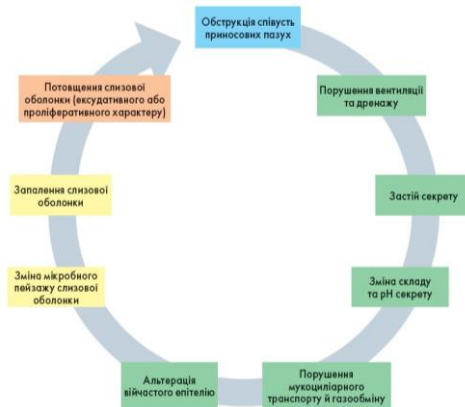 Обструкція співусть
приносових пазух
Порушення вентиляції
та дренажу
Застій секрету
Зміна складу
та pH секрету
Порушення
мукоциліарного
транспорту й газообміну
Альтерація
війчастого епітелію
Зміна мікробного
пейзажу слизової
оболонки
Запалення слизової
оболонки
Потовщення слизової
оболонки (ексудативного або
проліферативного характеру)